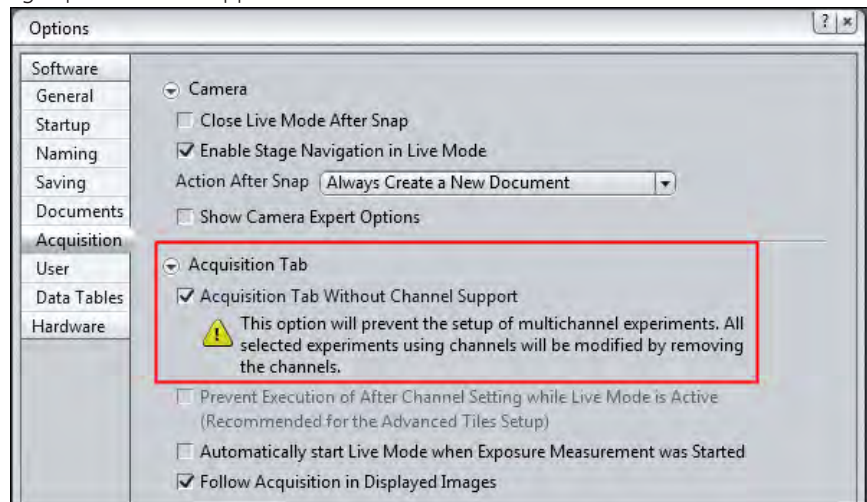 Options
? x
Software
General
Startup
Naming
Saving
Documents
Acquisition
User
Data Tables
Hardware
Camera
Close Live Mode After Snap
Enable Stage Navigation in Live Mode
Action After Snap Always Create a New Document
Show Camera Expert Options
Acquisition Tab
Acquisition Tab Without Channel Support
! This option will prevent the setup of multichannel experiments. All
selected experiments using channels will be modified by removing
the channels.
Prevent Execution of After Channel Setting while Live Mode is Active
(Recommended for the Advanced Tiles Setup)
Automatically start Live Mode when Exposure Measurement was Started
Follow Acquisition in Displayed Images